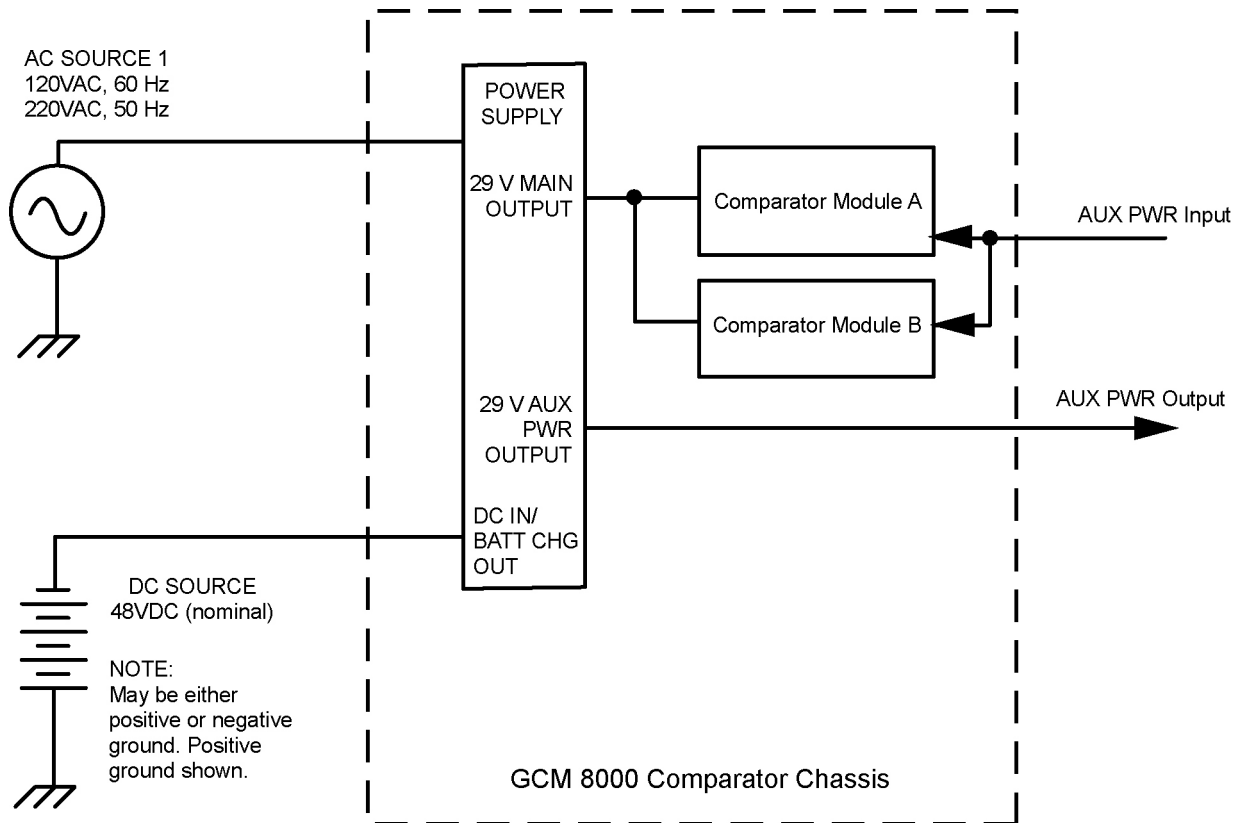 AC SOURCE 1
120VAC, 60 Hz
220VAC, 50 Hz
POWER
SUPPLY
29 V MAIN
OUTPUT
Comparator Module A
AUX PWR Input
Comparator Module B
29 V AUX
PWR
OUTPUT
AUX PWR Output
DC IN/
BATT CHG
OUT
DC SOURCE
48VDC (nominal)
NOTE:
May be either
positive or negative
ground. Positive
ground shown.
GCM 8000 Comparator Chassis